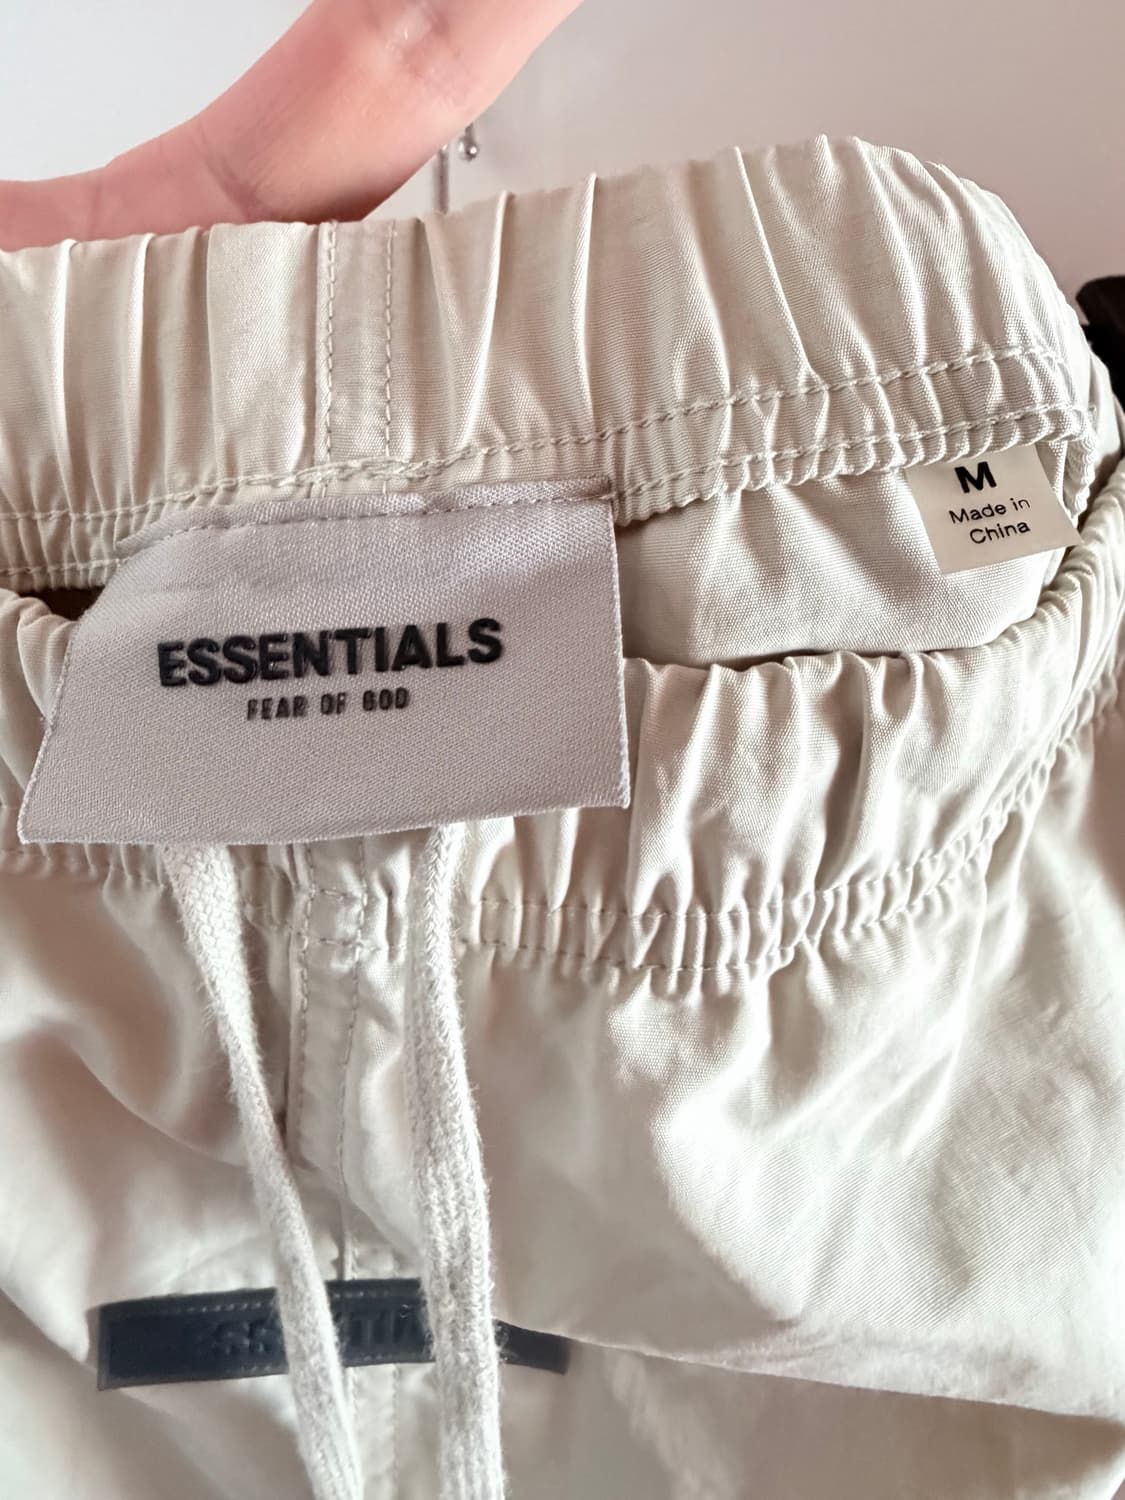 M
Made in
China
ESSENTIALS
FEAR OF GOD